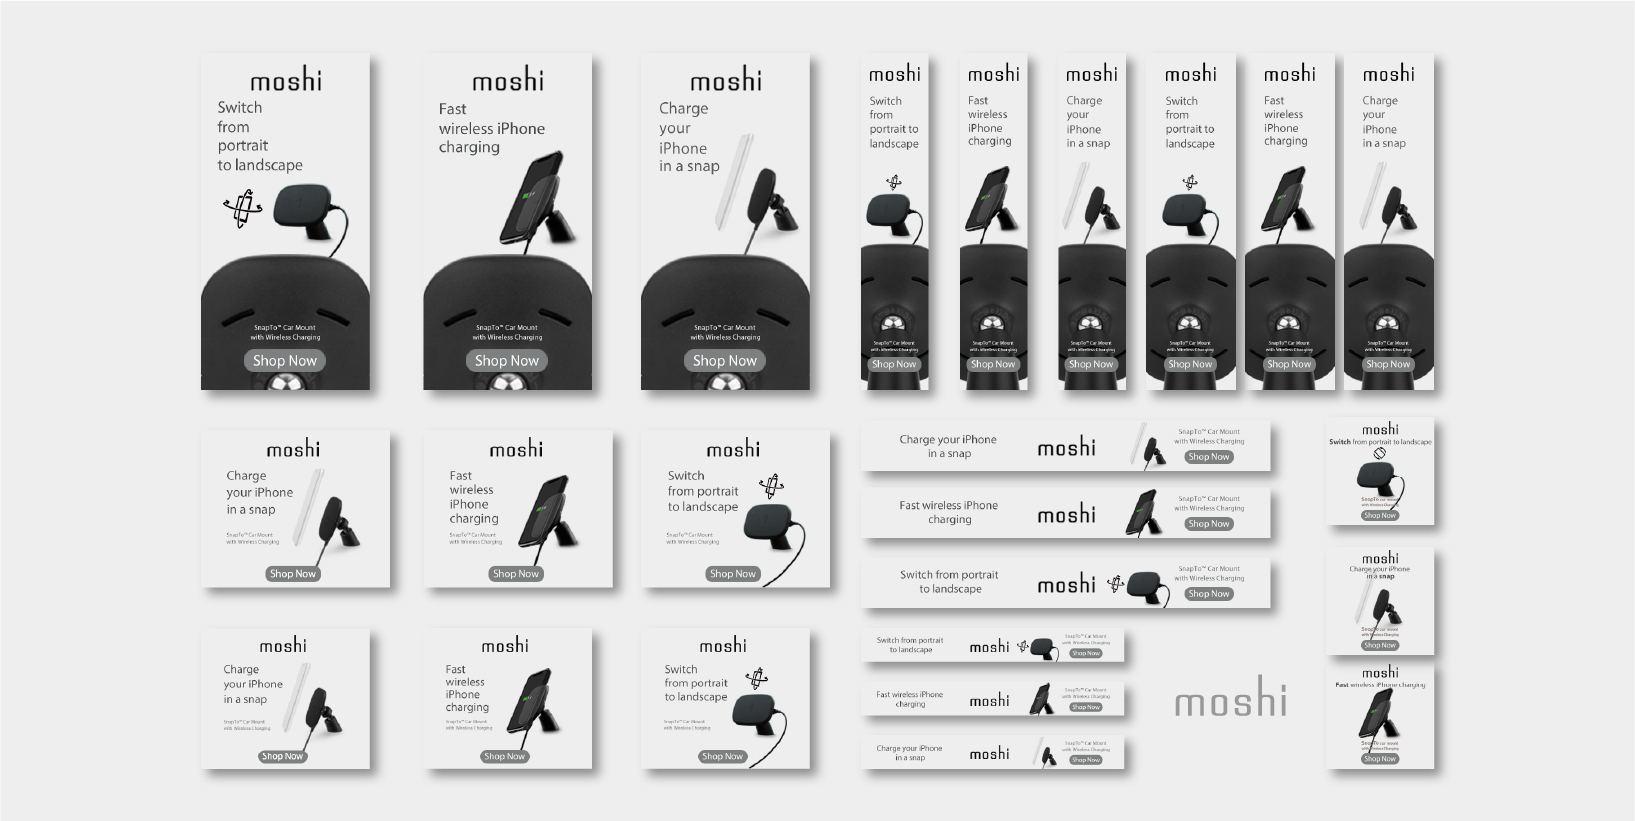 moshi
Switch
from
portrait
to landscape
SnapTo™ Car Mount
with Wireless Charging
Shop Now
moshi
Fast
wireless iPhone
charging
SnapTo™ Car Mount
with Wireless Charging
Shop Now
moshi
Charge
your
iPhone
in a snap
SnapTo™ Car Mount
with Wireless Charging
Shop Now
moshi
Switch
from
portrait to
landscape
SnapTo™ Car Mount
with Wireless Charging
Shop Now
moshi
Fast
wireless
iPhone
charging
SnapTo™ Car Mount
with Wireless Charging
Shop Now
moshi
Charge
your
iPhone
in a snap
SnapTo™ Car Mount
with Wireless Charging
Shop Now
moshi
Switch
from
portrait to
landscape
SnapTo™ Car Mount
with Wireless Charging
Shop Now
moshi
Fast
wireless
iPhone
charging
SnapTo™ Car Mount
with Wireless Charging
Shop Now
moshi
Charge
your
iPhone
in a snap
SnapTo™ Car Mount
with Wireless Charging
Shop Now
moshi
Charge
your iPhone
in a snap
SnapTo™ Car Mount
with Wireless Charging
Shop Now
moshi
Fast
wireless
iPhone
charging
SnapTo™ Car Mount
with Wireless Charging
Shop Now
moshi
Switch
from portrait
to landscape
SnapTo™ Car Mount
with Wireless Charging
Shop Now
moshi
Charge
your iPhone
in a snap
SnapTo™ Car Mount
with Wireless Charging
Shop Now
moshi
Fast
wireless
iPhone
charging
SnapTo™ Car Mount
with Wireless Charging
Shop Now
moshi
Switch
from portrait
to landscape
SnapTo™ Car Mount
with Wireless Charging
Shop Now
Charge your iPhone
in a snap
moshi
SnapTo™ Car Mount
with Wireless Charging
Shop Now
Fast wireless iPhone
charging
moshi
SnapTo™ Car Mount
with Wireless Charging
Shop Now
Switch from portrait
to landscape
moshi
SnapTo™ Car Mount
with Wireless Charging
Shop Now
Switch from portrait
to landscape
moshi
SnapTo™ Car Mount
with Wireless Charging
Shop Now
Fast wireless iPhone
charging
moshi
SnapTo™ Car Mount
with Wireless Charging
Shop Now
Charge your iPhone
in a snap
moshi
SnapTo™ Car Mount
with Wireless Charging
Shop Now
moshi
moshi
Switch from portrait to landscape
SnapTo car mount
with Wireless Charging
Shop Now
moshi
Charge your iPhone
in a snap
SnapTo car mount
with Wireless Charging
Shop Now
moshi
Fast wireless iPhone charging
SnapTo car mount
with Wireless Charging
Shop Now